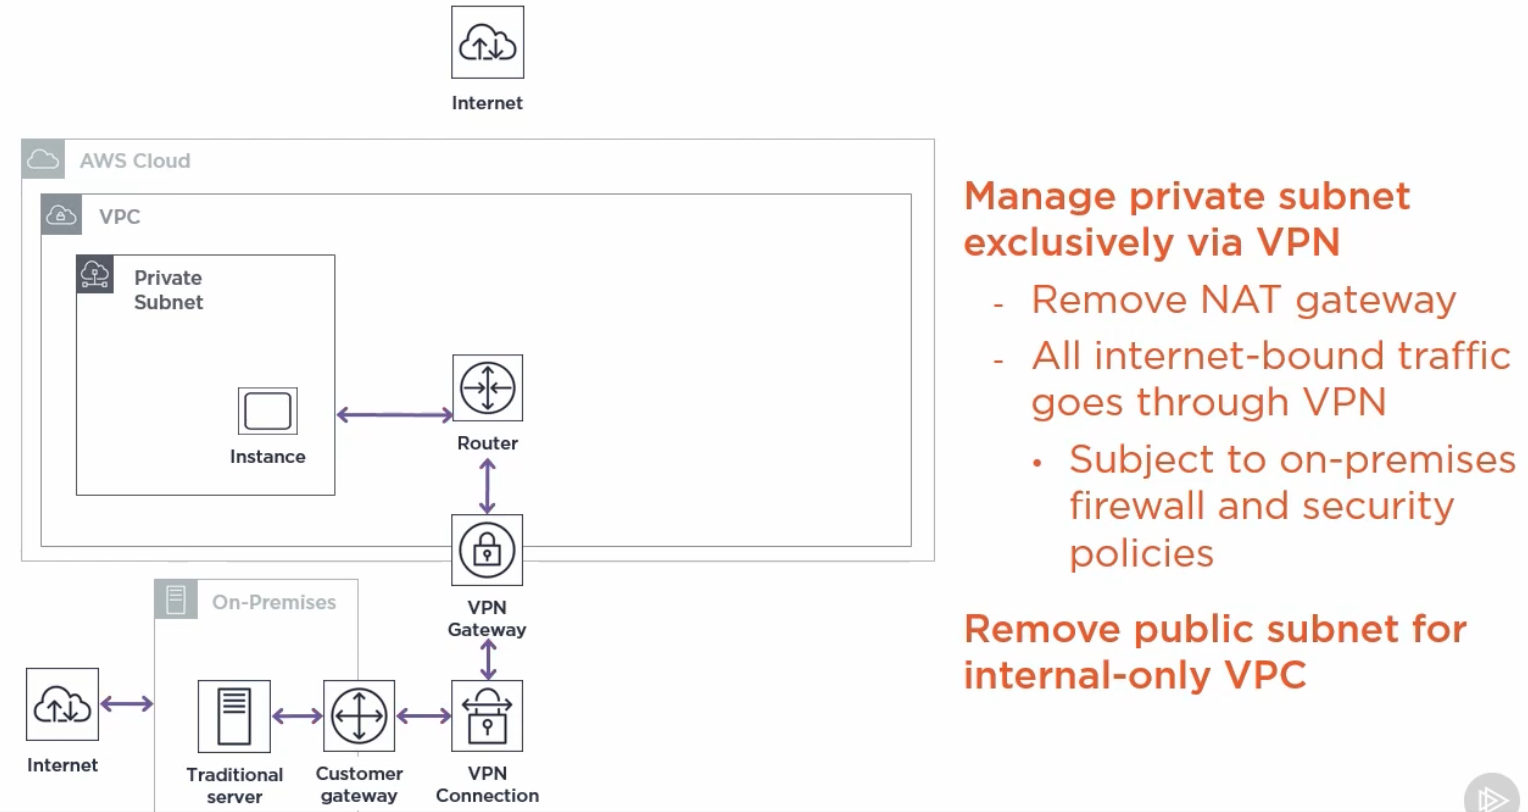 Internet
AWS Cloud
VPC
Private
Subnet
Instance
Router
VPN
Gateway
On-Premises
Internet
Traditional
server
Customer
gateway
VPN
Connection
Manage private subnet
exclusively via VPN
- Remove NAT gateway
- All internet-bound traffic
goes through VPN
• Subject to on-premises
firewall and security
policies
Remove public subnet for
internal-only VPC